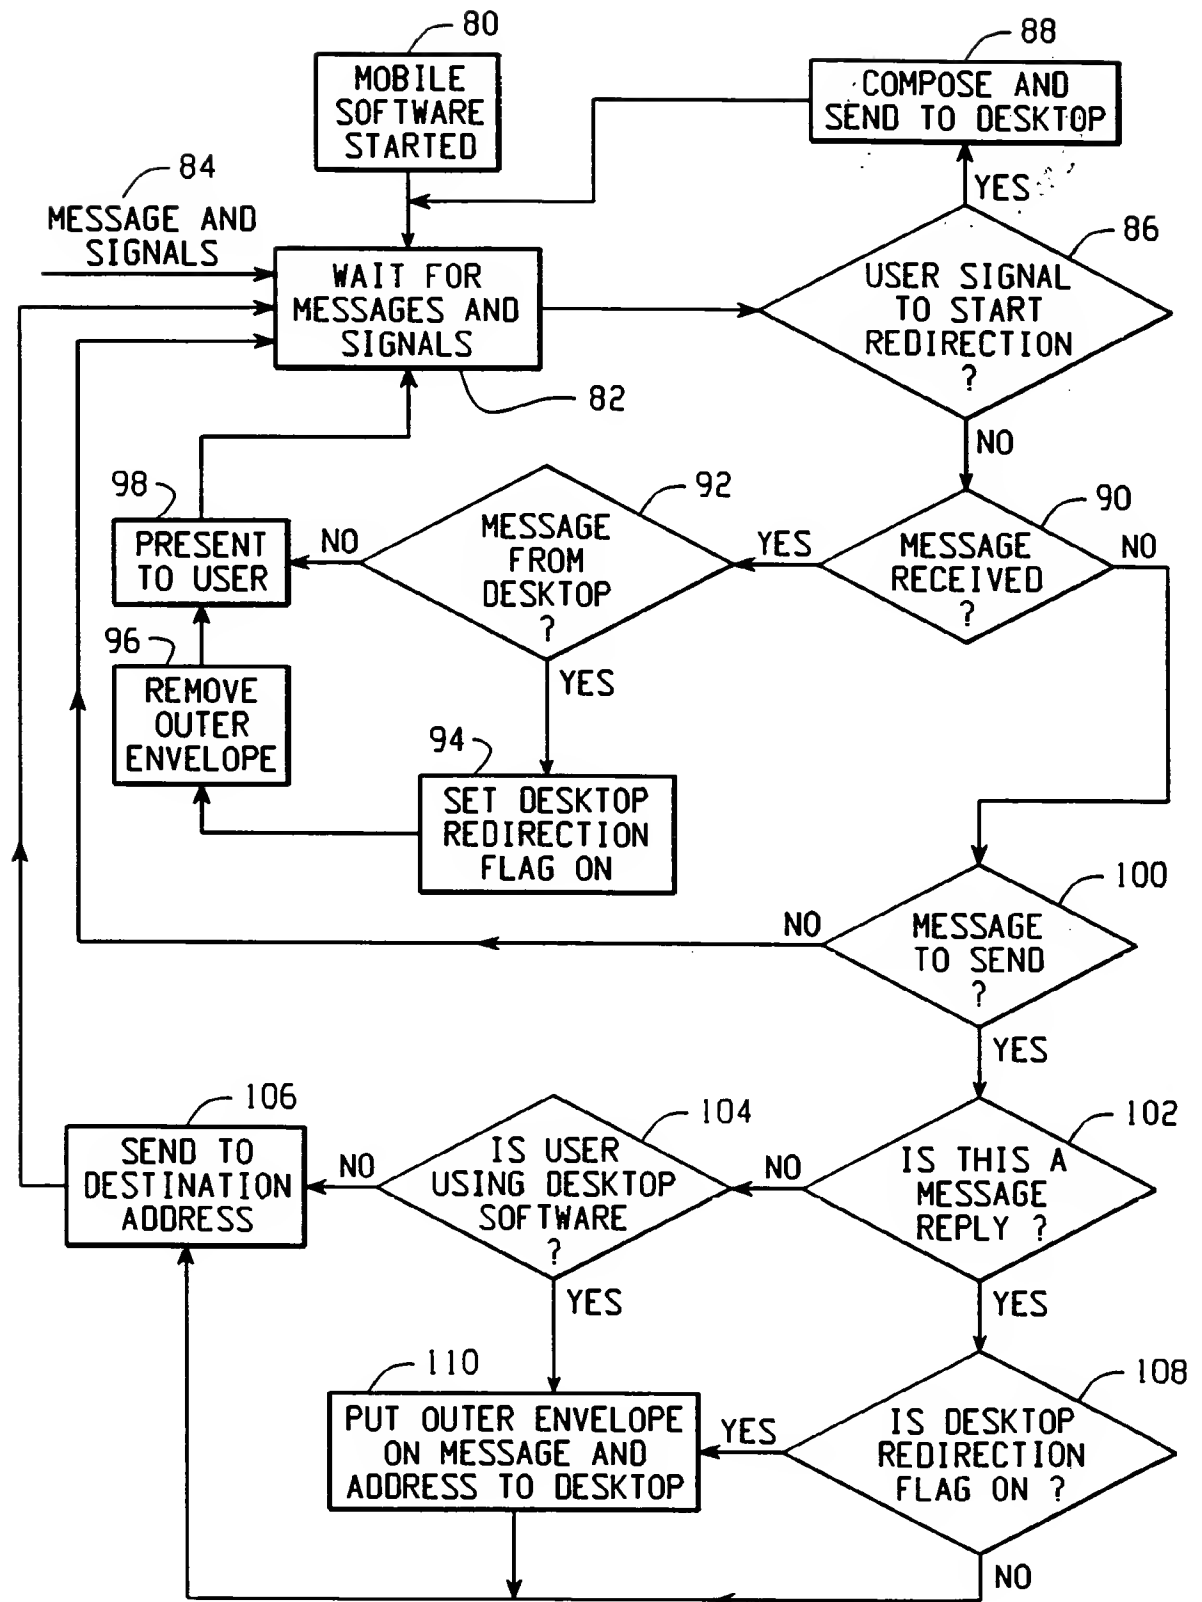 80
MOBILE
SOFTWARE
STARTED
88
COMPOSE AND
SEND TO DESKTOP
YES
84
MESSAGE AND
SIGNALS
WAIT FOR
MESSAGES AND
SIGNALS
82
86
USER SIGNAL
TO START
REDIRECTION
?
NO
98
PRESENT
TO USER
NO
92
MESSAGE
FROM
DESKTOP
?
YES
YES
90
MESSAGE
RECEIVED
?
NO
96
REMOVE
OUTER
ENVELOPE
94
SET DESKTOP
REDIRECTION
FLAG ON
100
MESSAGE
TO SEND
?
NO
YES
106
SEND TO
DESTINATION
ADDRESS
NO
104
IS USER
USING DESKTOP
SOFTWARE
?
YES
NO
102
IS THIS A
MESSAGE
REPLY ?
YES
110
PUT OUTER ENVELOPE
ON MESSAGE AND
ADDRESS TO DESKTOP
YES
108
IS DESKTOP
REDIRECTION
FLAG ON ?
NO